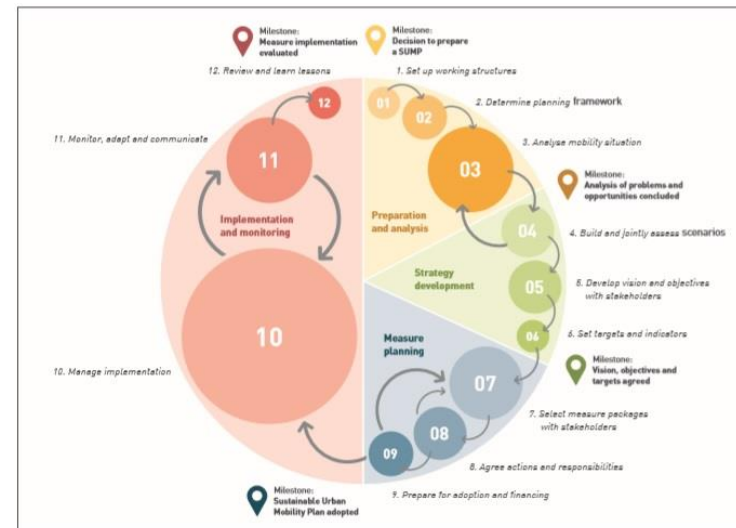 Milestone:
Measure implementation
evaluated
Milestone:
Decision to prepare
a SUMP
12. Review and learn lessons
1. Set up working structures
12
01
02
2. Determine planning framework
11. Monitor, adapt and communicate
11
03
3. Analyse mobility situation
Milestone:
Analysis of problems and
opportunities concluded
Implementation
and monitoring
Preparation
and analysis
04
4. Build and jointly assess scenarios
Strategy
development
05
5. Develop vision and objectives
with stakeholders
10
06
6. Set targets and indicators
Measure
planning
Milestone:
Vision, objectives and
targets agreed
10. Manage implementation
07
7. Select measure packages
with stakeholders
08
09
8. Agree actions and responsibilities
Milestone:
Sustainable Urban
Mobility Plan adopted
9. Prepare for adoption and financing